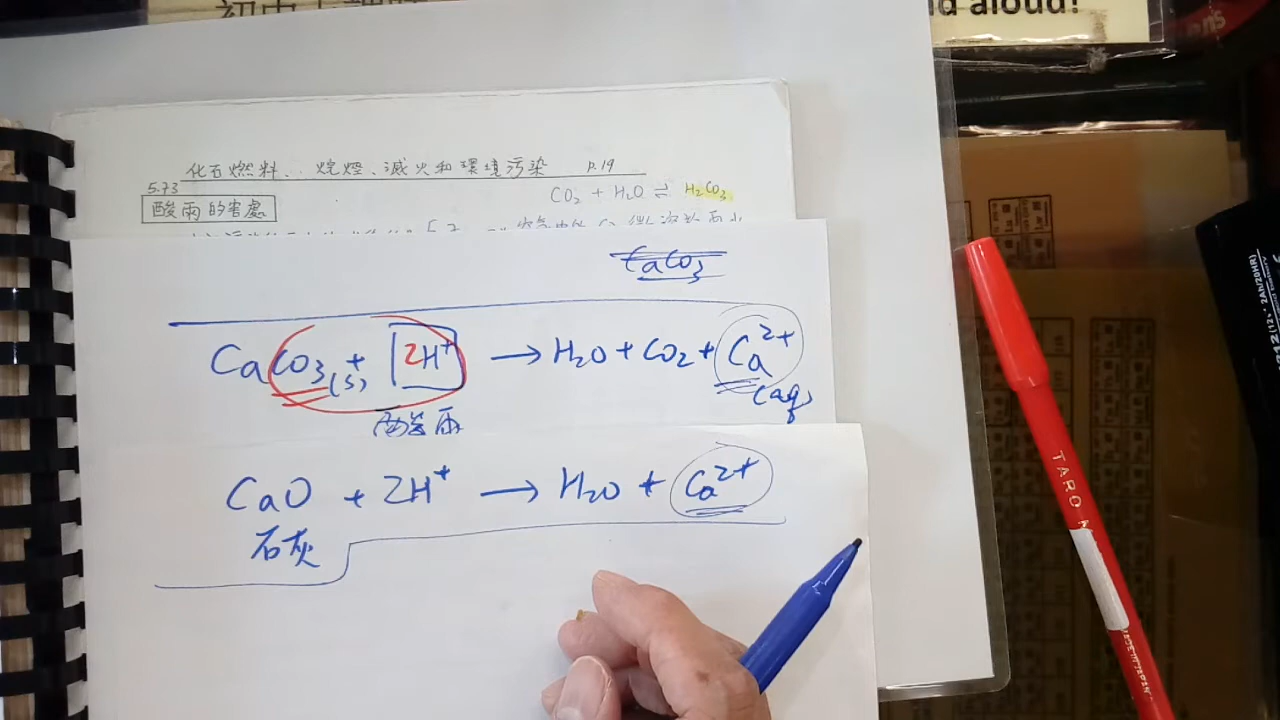 aloud!
化石燃料、烷烴、滅火和環境污染 P.19
5.73
酸雨的害處
CO₂ + H₂O ⇌ H₂CO₃
CaCO₃
CaCO₃(s) + 2H⁺ → H₂O + CO₂ + Ca²⁺(aq)
酸雨
CaO + 2H⁺ → H₂O + Ca²⁺
石灰
TARO